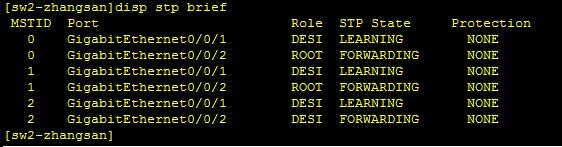 [sw2-zhangsan]disp stp brief
MSTID Port Role STP State Protection
0 GigabitEthernet0/0/1 DESI LEARNING NONE
0 GigabitEthernet0/0/2 ROOT FORWARDING NONE
1 GigabitEthernet0/0/1 DESI LEARNING NONE
1 GigabitEthernet0/0/2 ROOT FORWARDING NONE
2 GigabitEthernet0/0/1 DESI LEARNING NONE
2 GigabitEthernet0/0/2 DESI FORWARDING NONE
[sw2-zhangsan]